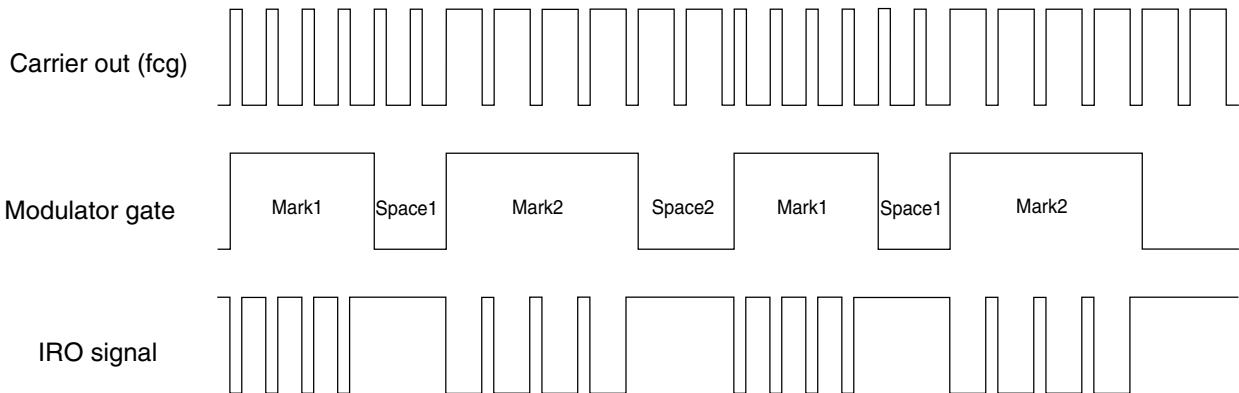 Carrier out (fcg)
Modulator gate
Mark1 Space1 Mark2 Space2 Mark1 Space1 Mark2
IRO signal